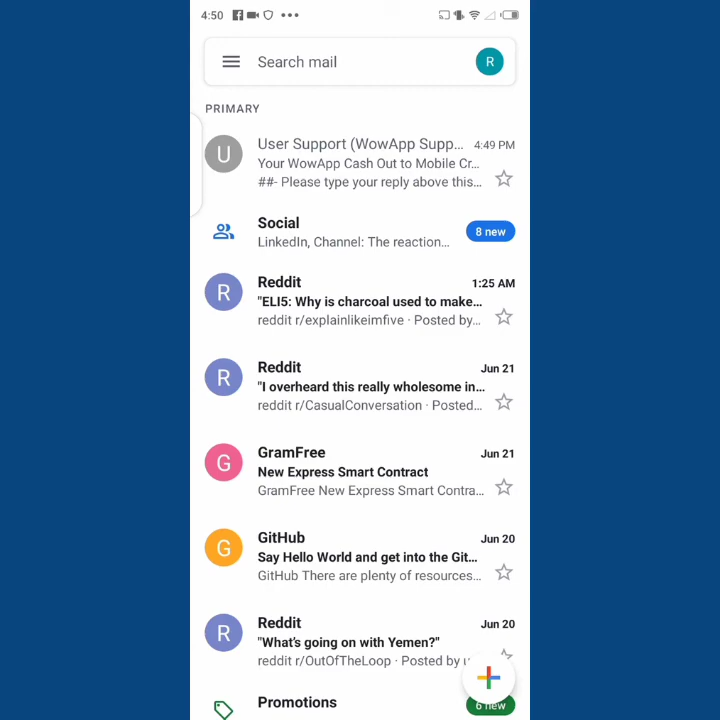 4:50
Search mail
R
PRIMARY
U
User Support (WowApp Supp... 4:49 PM
Your WowApp Cash Out to Mobile Cr...
##- Please type your reply above this...
Social
LinkedIn, Channel: The reaction...
8 new
R
Reddit 1:25 AM
"ELI5: Why is charcoal used to make...
reddit r/explainlikeimfive · Posted by...
R
Reddit Jun 21
"I overheard this really wholesome in...
reddit r/CasualConversation · Posted...
G
GramFree Jun 21
New Express Smart Contract
GramFree New Express Smart Contra...
G
GitHub Jun 20
Say Hello World and get into the Git...
GitHub There are plenty of resources...
R
Reddit Jun 20
"What's going on with Yemen?"
reddit r/OutOfTheLoop · Posted by
Promotions
6 new